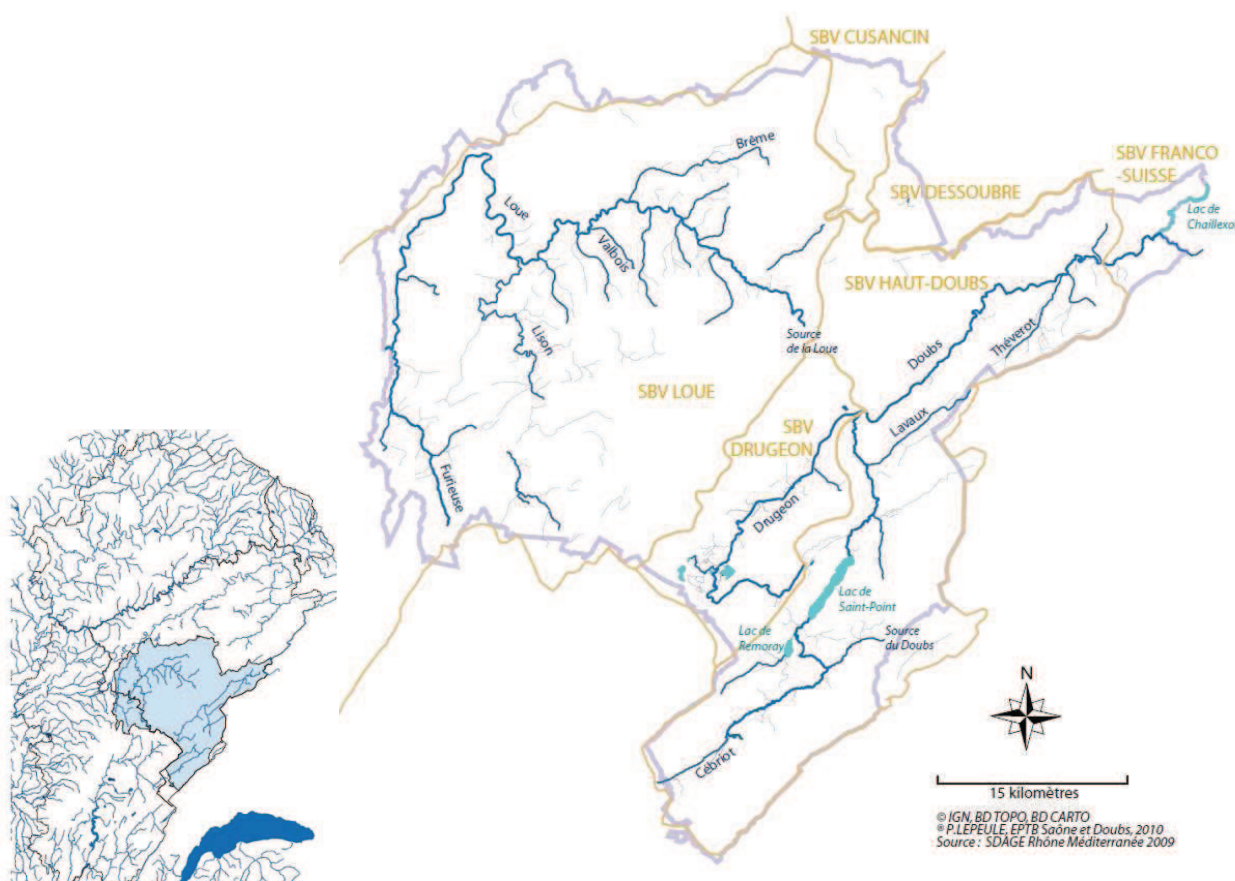 SBV CUSANCIN
SBV FRANCO
-SUISSE
Brême
SBV DESSOUBRE
Lac de
Loue
Valbois
SBV HAUT-DOUBS
Lison
Source
de la Loue
Doubs
Théverot
SBV LOUE
SBV
DRUGEON
Lavaux
Furieuse
Drugeon
Lac de
Saint-Point
Lac de
Remoray
Source
du Doubs
N
Cébriot
15 kilomètres
© IGN, BD TOPO, BD CARTO
® P.LEPEULE, EPTB Saône et Doubs, 2010
Source : SDAGE Rhône Méditerranée 2009